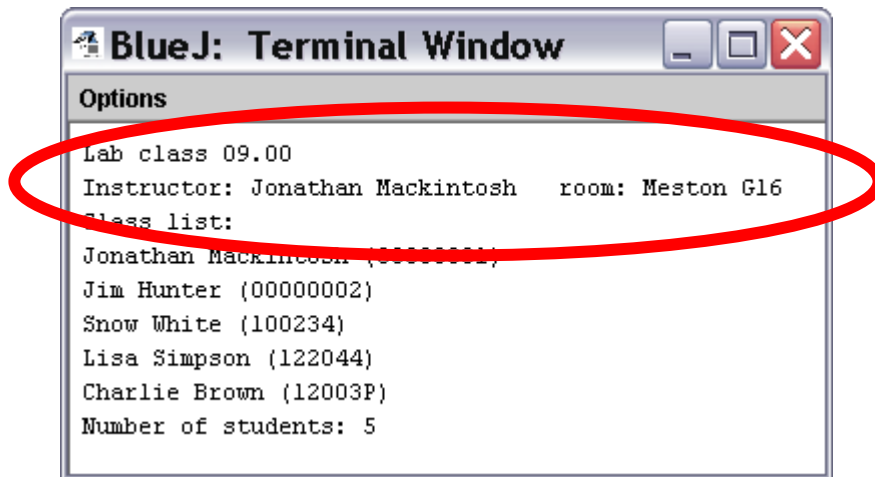 BlueJ: Terminal Window
Options
Lab class 09.00
Instructor: Jonathan Mackintosh room: Meston G16
Class list:
Jonathan Mackintosh (00000001)
Jim Hunter (00000002)
Snow White (100234)
Lisa Simpson (122044)
Charlie Brown (12003P)
Number of students: 5